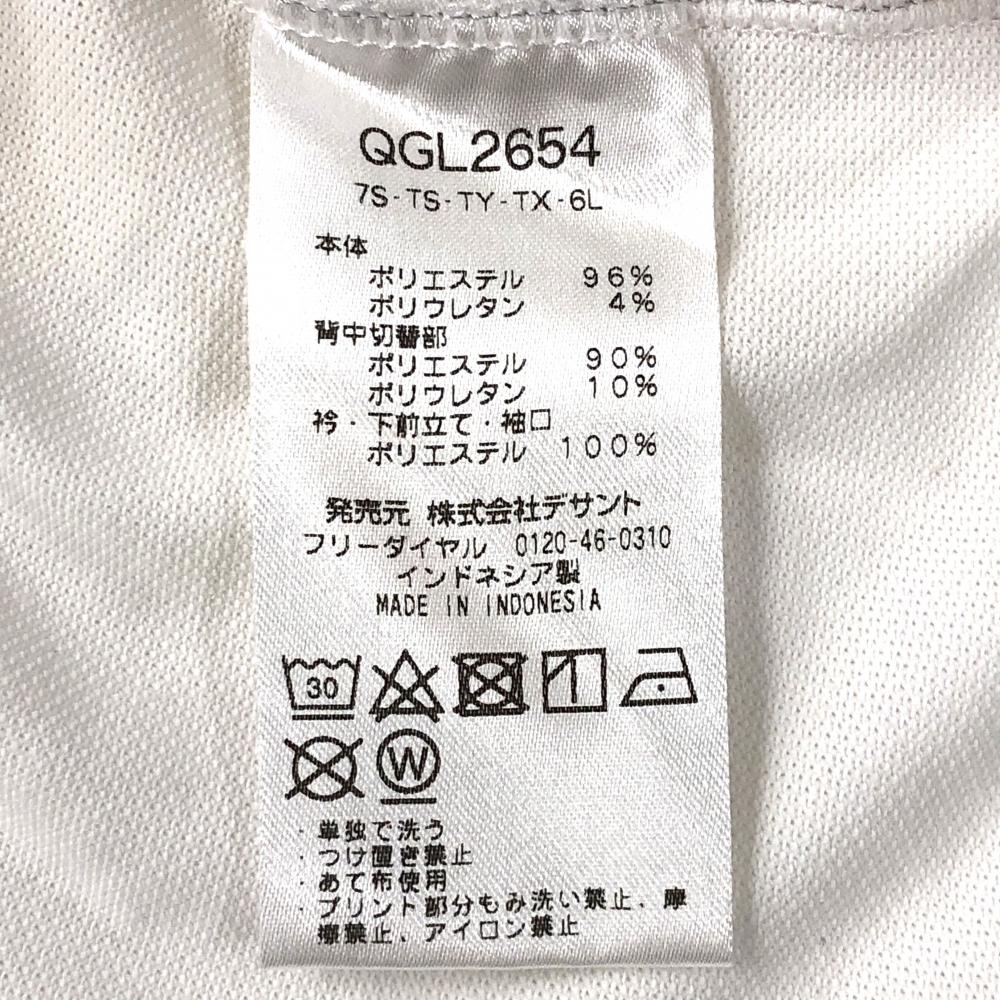 QGL2654
7S-TS-TY-TX-6L
本体
ポリエステル 96%
ポリウレタン 4%
背中切替部
ポリエステル 90%
ポリウレタン 10%
衿・下前立て・袖口
ポリエステル 100%
発売元 株式会社デサント
フリーダイヤル 0120-46-0310
インドネシア製
MADE IN INDONESIA
30
W
・単独で洗う
・つけ置き禁止
・あて布使用
・プリント部分もみ洗い禁止、摩
擦禁止、アイロン禁止